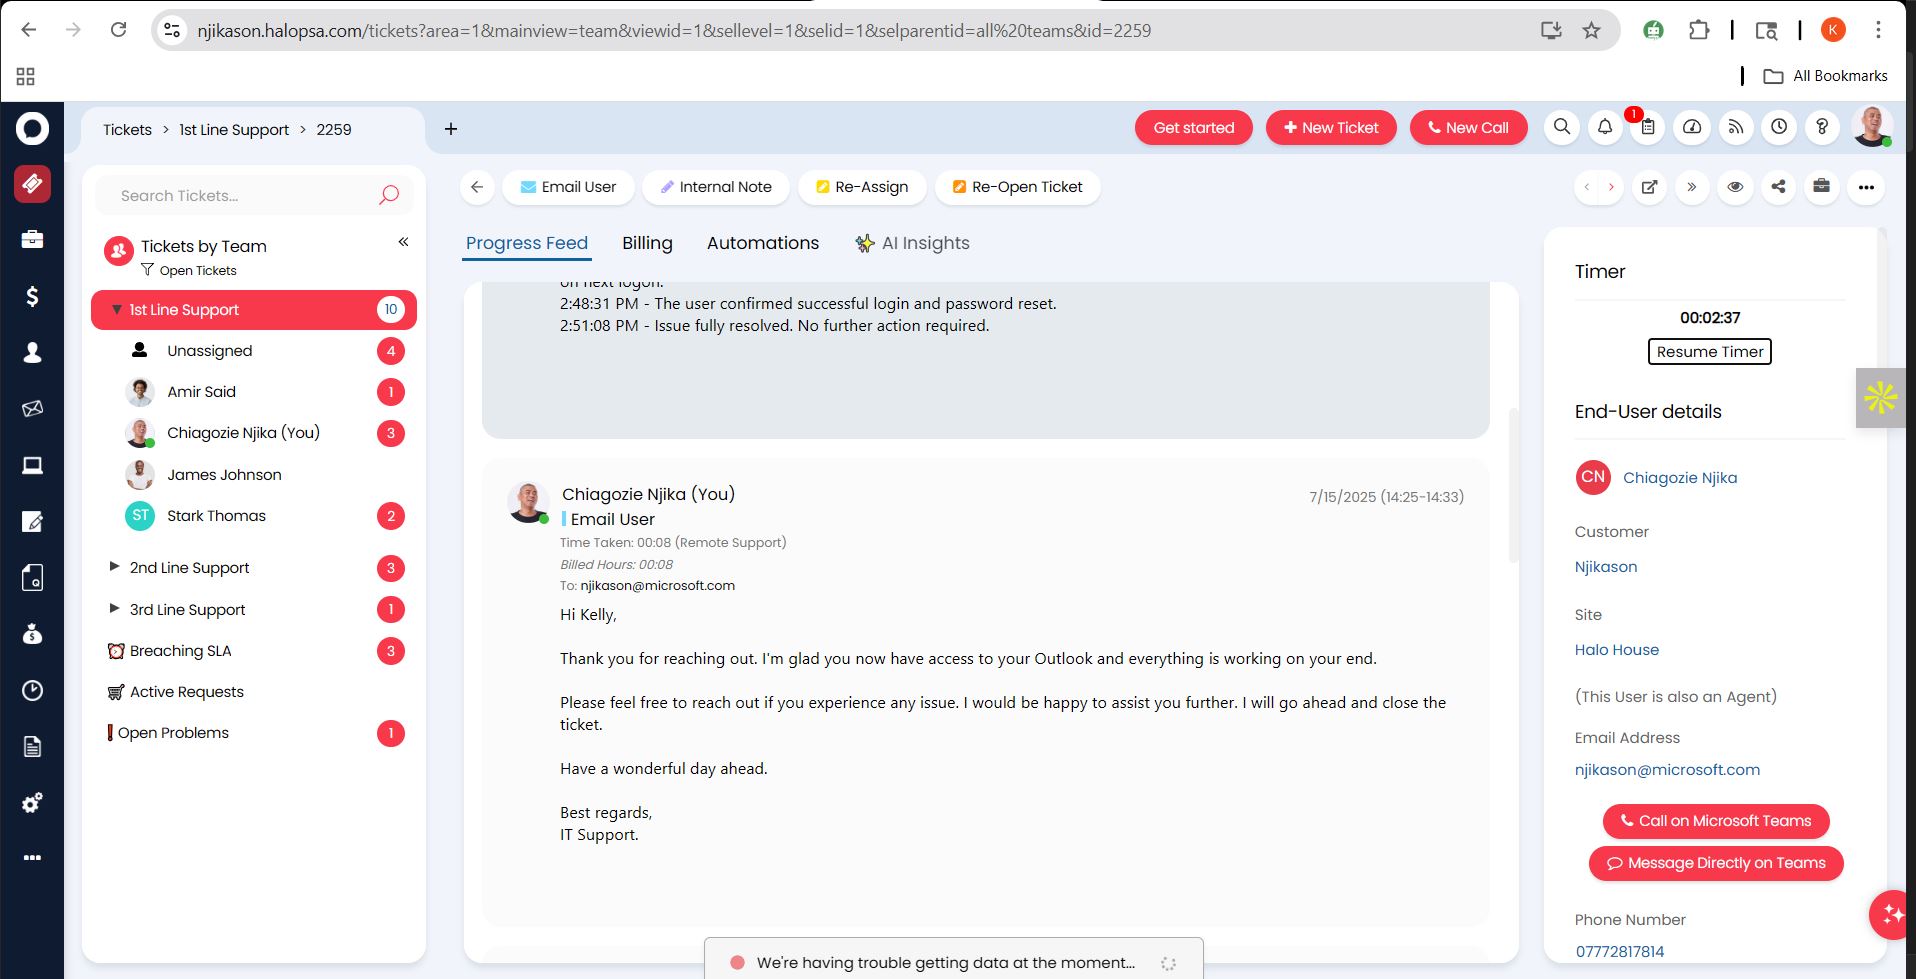 njikason.halopsa.com/tickets?area=1&mainview=team&viewid=1&sellevel=1&selid=1&selparentid=all%20teams&id=2259
K
All Bookmarks
Tickets > 1st Line Support > 2259
+
Get started
New Ticket
New Call
1
Search Tickets...
Tickets by Team
Open Tickets
1st Line Support 10
Unassigned 4
Amir Said 1
Chiagozie Njika (You) 3
James Johnson
ST Stark Thomas 2
2nd Line Support 3
3rd Line Support 1
Breaching SLA 3
Active Requests
Open Problems 1
Email User
Internal Note
Re-Assign
Re-Open Ticket
Progress Feed
Billing
Automations
AI Insights
on next logon.
2:48:31 PM - The user confirmed successful login and password reset.
2:51:08 PM - Issue fully resolved. No further action required.
Chiagozie Njika (You)
7/15/2025 (14:25-14:33)
Email User
Time Taken: 00:08 (Remote Support)
Billed Hours: 00:08
To: njikason@microsoft.com
Hi Kelly,
Thank you for reaching out. I'm glad you now have access to your Outlook and everything is working on your end.
Please feel free to reach out if you experience any issue. I would be happy to assist you further. I will go ahead and close the
ticket.
Have a wonderful day ahead.
Best regards,
IT Support.
We're having trouble getting data at the moment...
Timer
00:02:37
Resume Timer
End-User details
CN Chiagozie Njika
Customer
Njikason
Site
Halo House
(This User is also an Agent)
Email Address
njikason@microsoft.com
Call on Microsoft Teams
Message Directly on Teams
Phone Number
07772817814